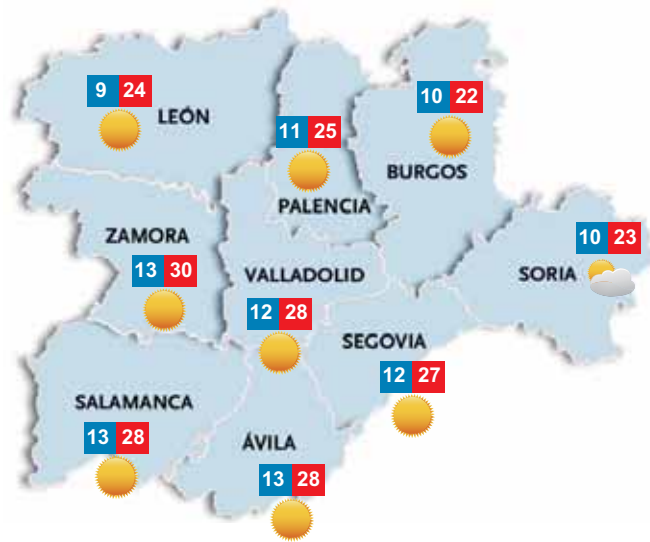 9 24
LEÓN
11 25
PALENCIA
10 22
BURGOS
ZAMORA
13 30
VALLADOLID
12 28
10 23
SORIA
SEGOVIA
12 27
SALAMANCA
13 28
ÁVILA
13 28